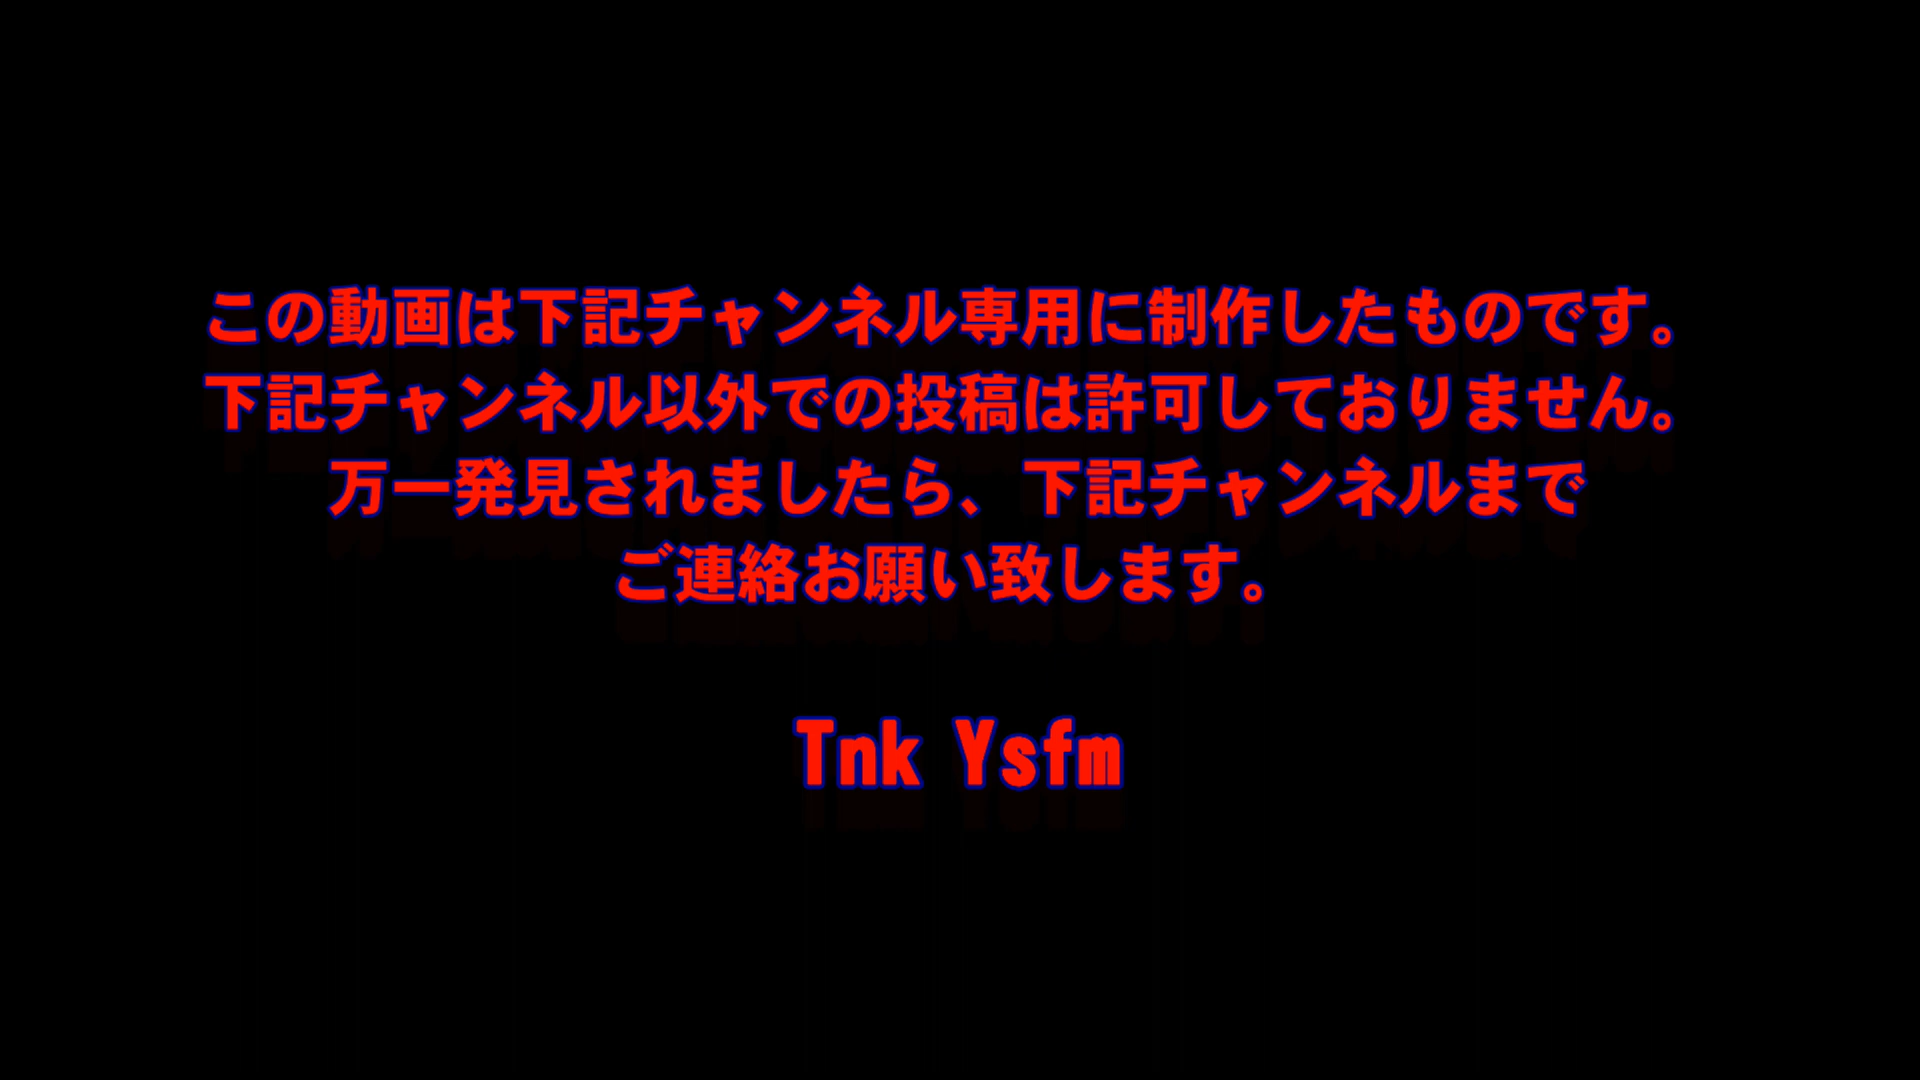 この動画は下記チャンネル専用に制作したものです。
下記チャンネル以外での投稿は許可しておりません。
万一発見されましたら、下記チャンネルまで
ご連絡お願い致します。
Tnk Ysfm